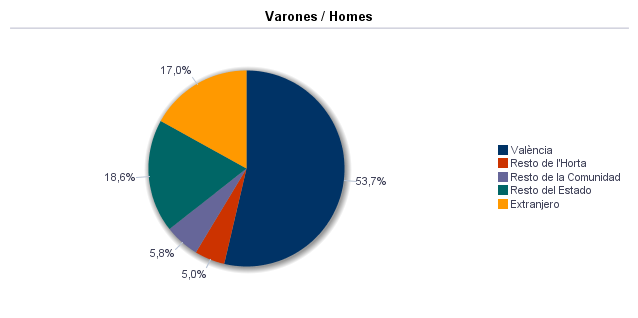 Varones / Homes
17,0%
18,6%
53,7%
5,8%
5,0%
València
Resto de l'Horta
Resto de la Comunidad
Resto del Estado
Extranjero